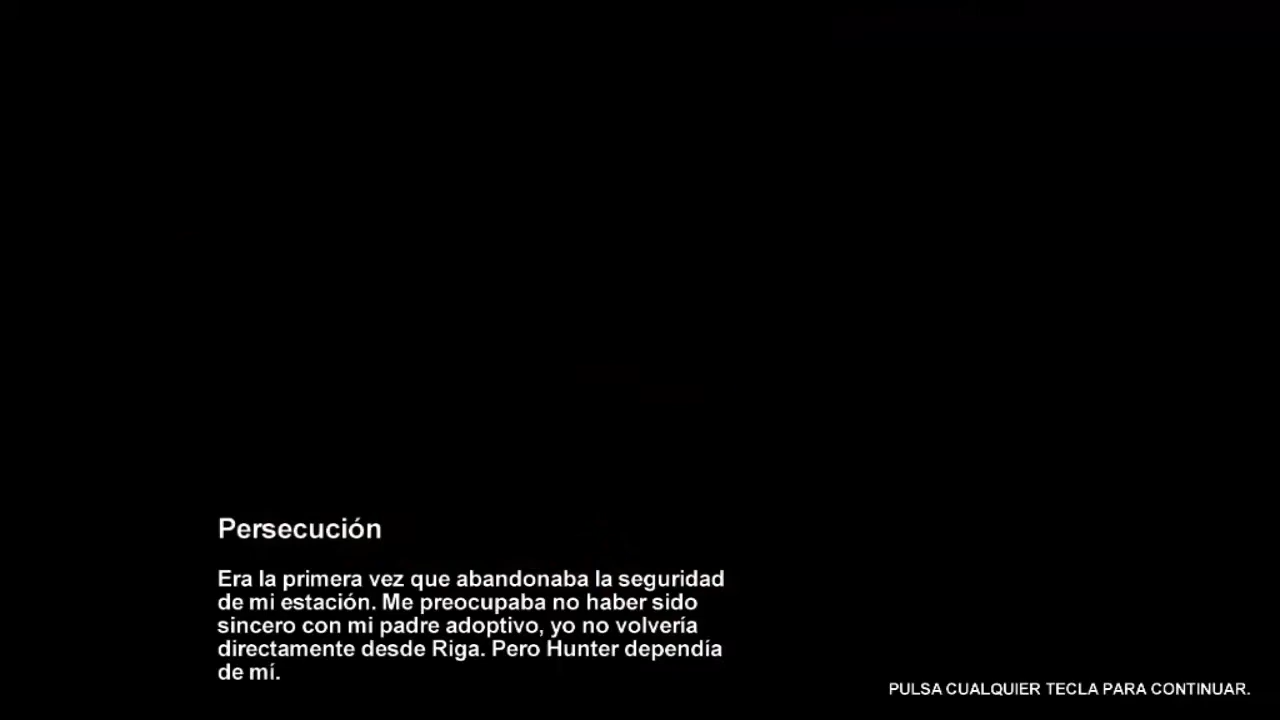 Persecución
Era la primera vez que abandonaba la seguridad
de mi estación. Me preocupaba no haber sido
sincero con mi padre adoptivo, yo no volvería
directamente desde Riga. Pero Hunter dependía
de mí.
PULSA CUALQUIER TECLA PARA CONTINUAR.